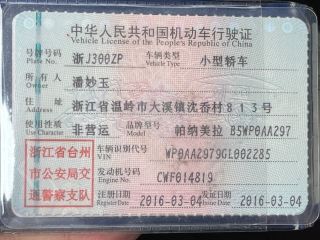 中华人民共和国机动车行驶证
Vehicle License of the People's Republic of China
号牌号码 Plate No. 浙J300ZP 车辆类型 Vehicle Type 小型轿车
所有人 Owner 潘妙玉
住址 Address 浙江省温岭市大溪镇沈岙村813号
使用性质 Use Character 非营运 品牌型号 帕纳美拉 B5WP0AA297
浙江省台州市公安局交通警察支队
车辆识别代号 VIN WP0AA2979GL002285
发动机号码 Engine No. CWF014819
注册日期 Register Date 2016-03-04 发证日期 2016-03-04